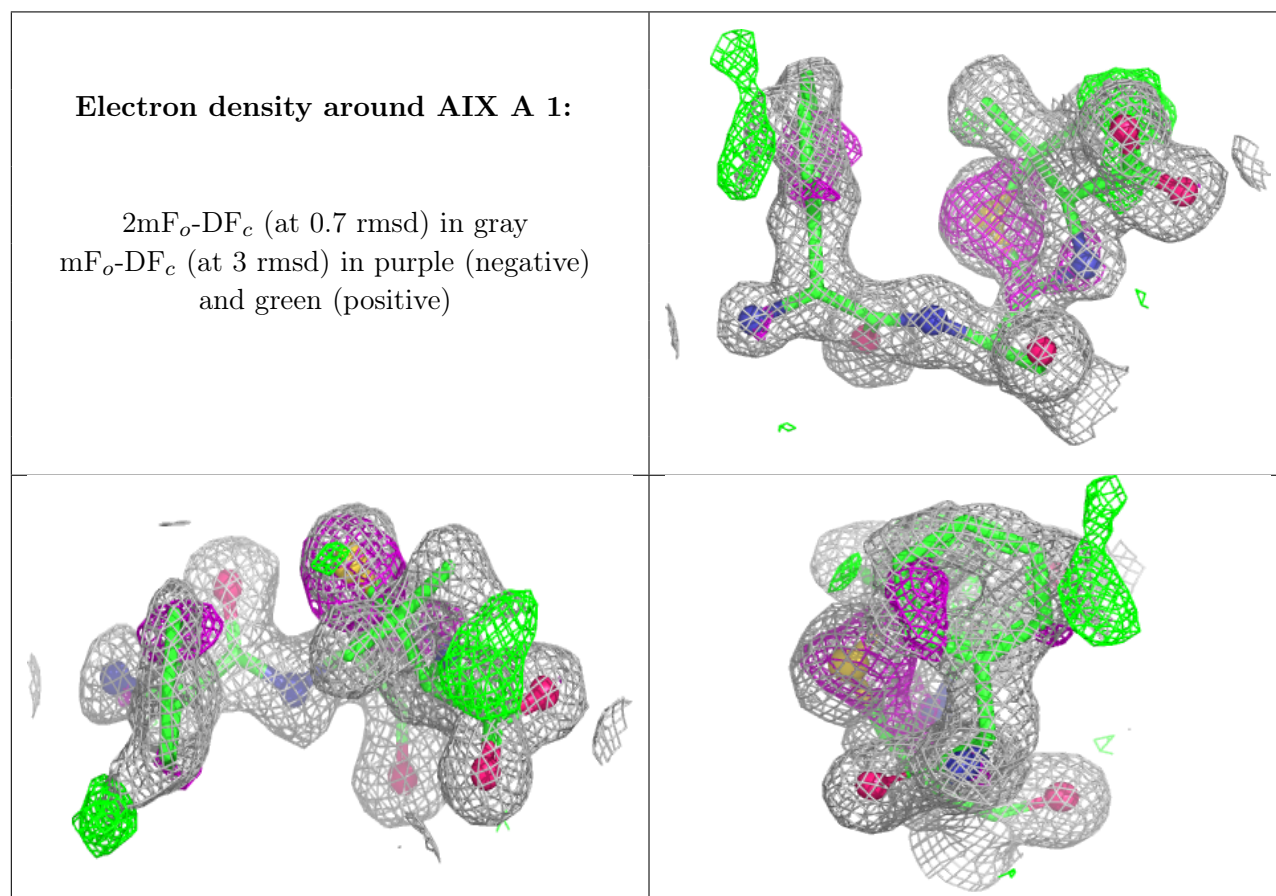 Electron density around AIX A 1:
2mFₒ-DF𝒸 (at 0.7 rmsd) in gray
mFₒ-DF𝒸 (at 3 rmsd) in purple (negative)
and green (positive)